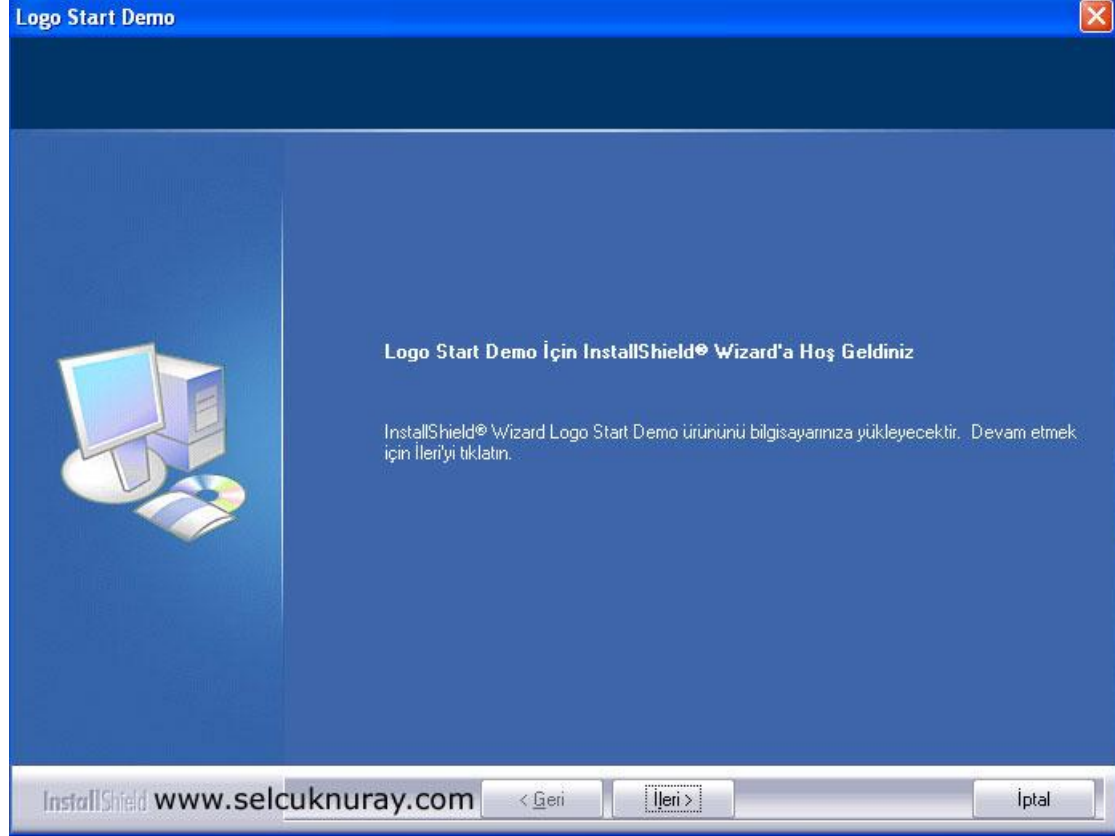 Logo Start Demo
Logo Start Demo İçin InstallShield® Wizard'a Hoş Geldiniz
InstallShield® Wizard Logo Start Demo ürününü bilgisayarınıza yükleyecektir. Devam etmek
için İleri'yi tıklatın.
InstallShield www.selcuknuray.com < Geri İleri > İptal